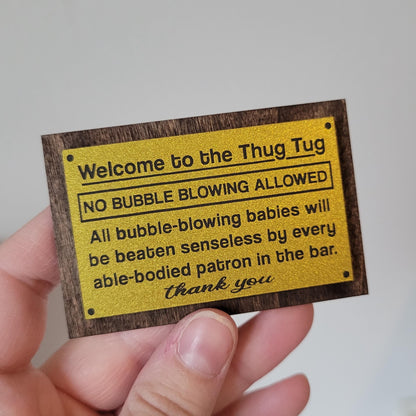 Welcome to the Thug Tug
NO BUBBLE BLOWING ALLOWED
All bubble-blowing babies will
be beaten senseless by every
able-bodied patron in the bar.
thank you